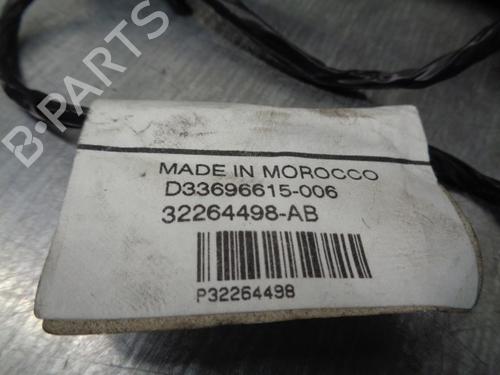 B-PARTS
MADE IN MOROCCO
D33696615-006
32264498-AB
P32264498